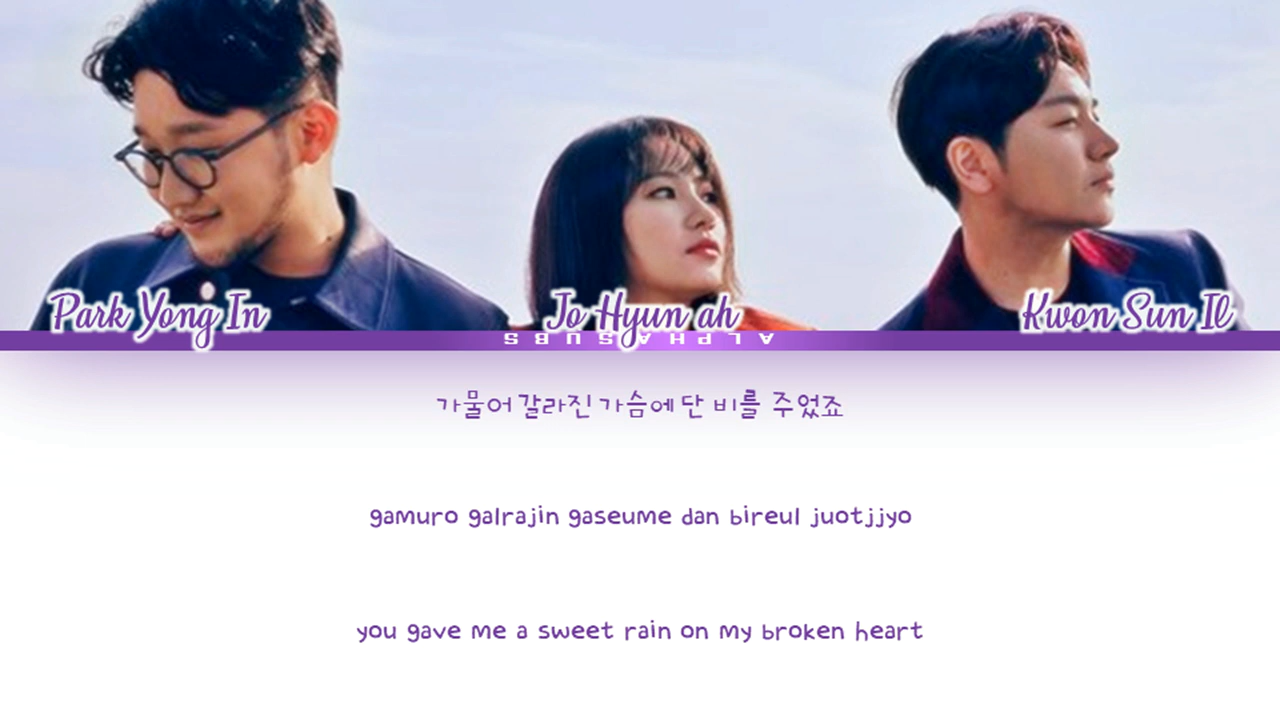 Park Yong In
Jo Hyun ah
Kwon Sun Il
ALPHASUBS
가물어 갈라진 가슴에 단 비를 주었죠
gamuro galrajin gaseume dan bireul juotjjyo
you gave me a sweet rain on my broken heart